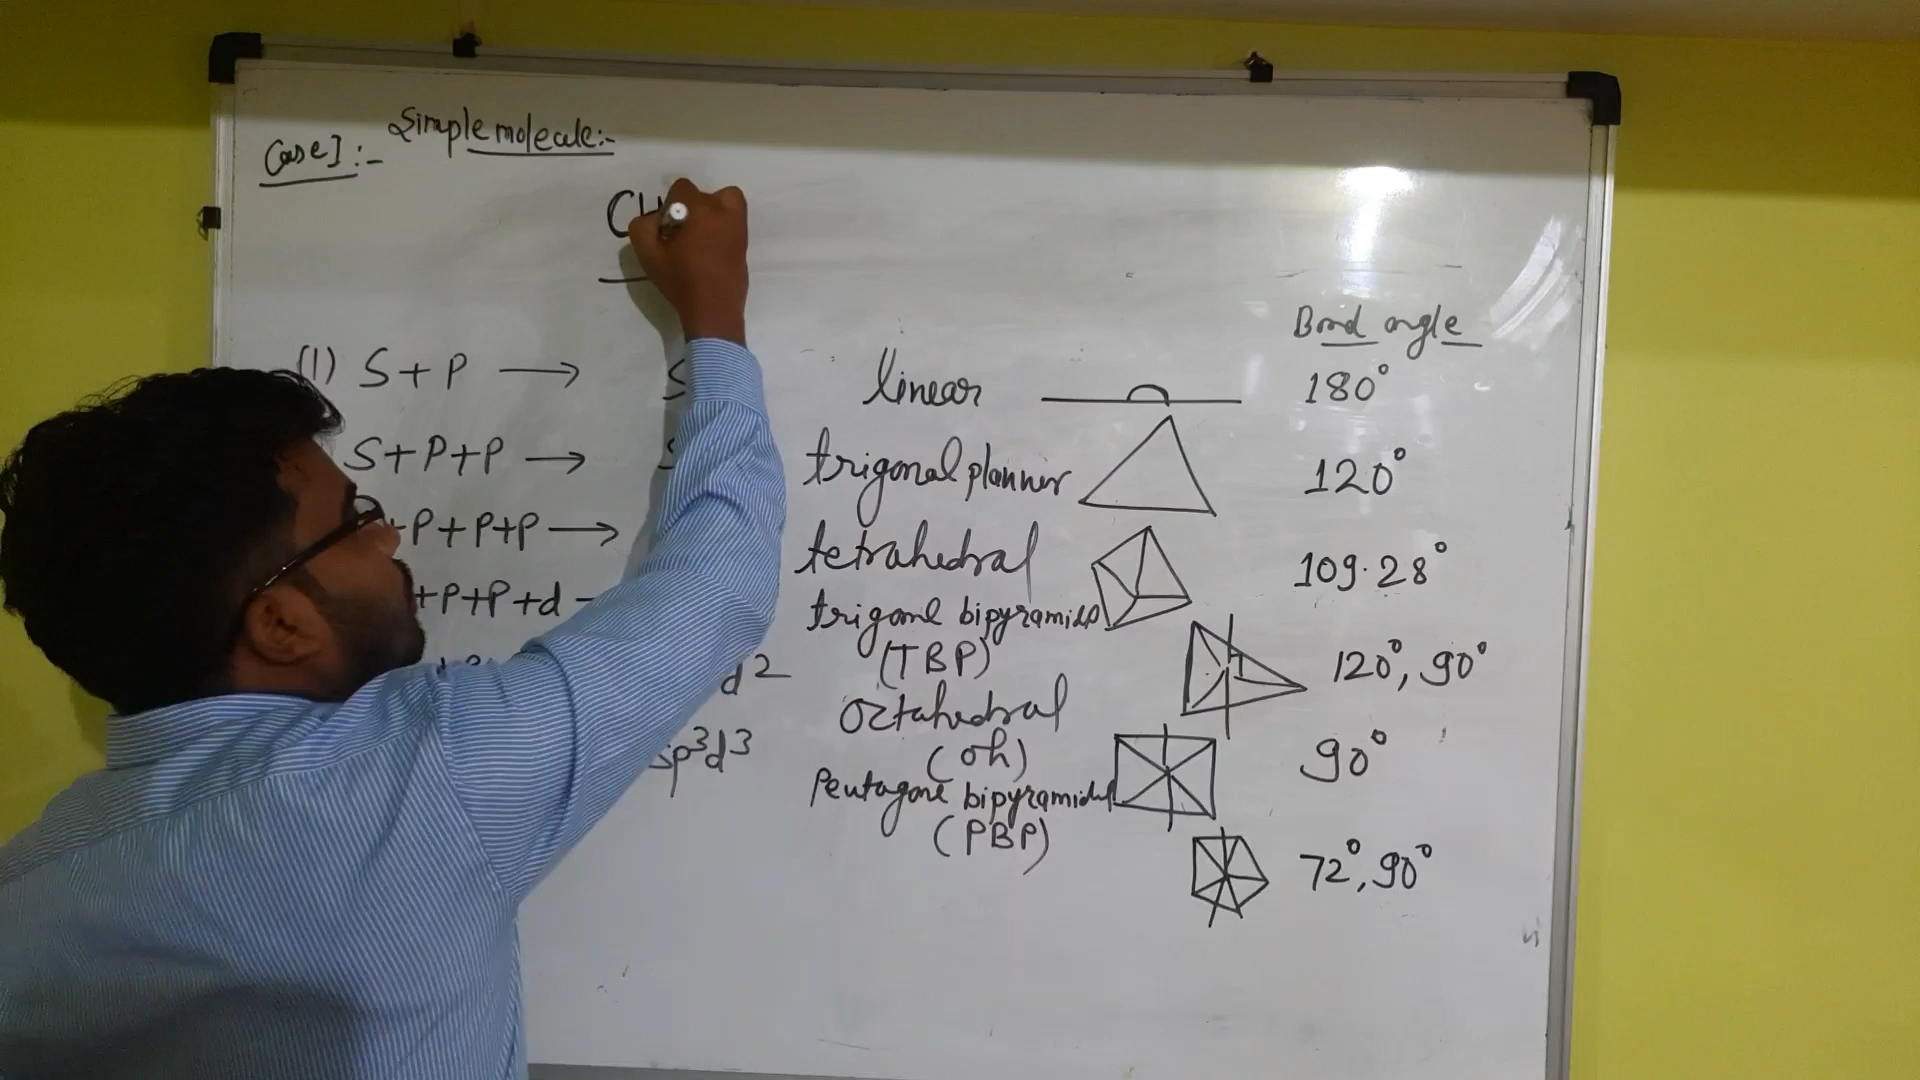 Case I :- Simple molecule:-
CH
Bond angle
(1) S + P → S linear 180°
S+P+P → S trigonal planner 120°
+P+P+P → tetrahedral 109.28°
+P+P+d trigonal bipyramidal
(TBP) 120°, 90°
d2 Octahedral
(oh) 90°
sp3d3 Pentagonal bipyramidal
(PBP) 72°, 90°